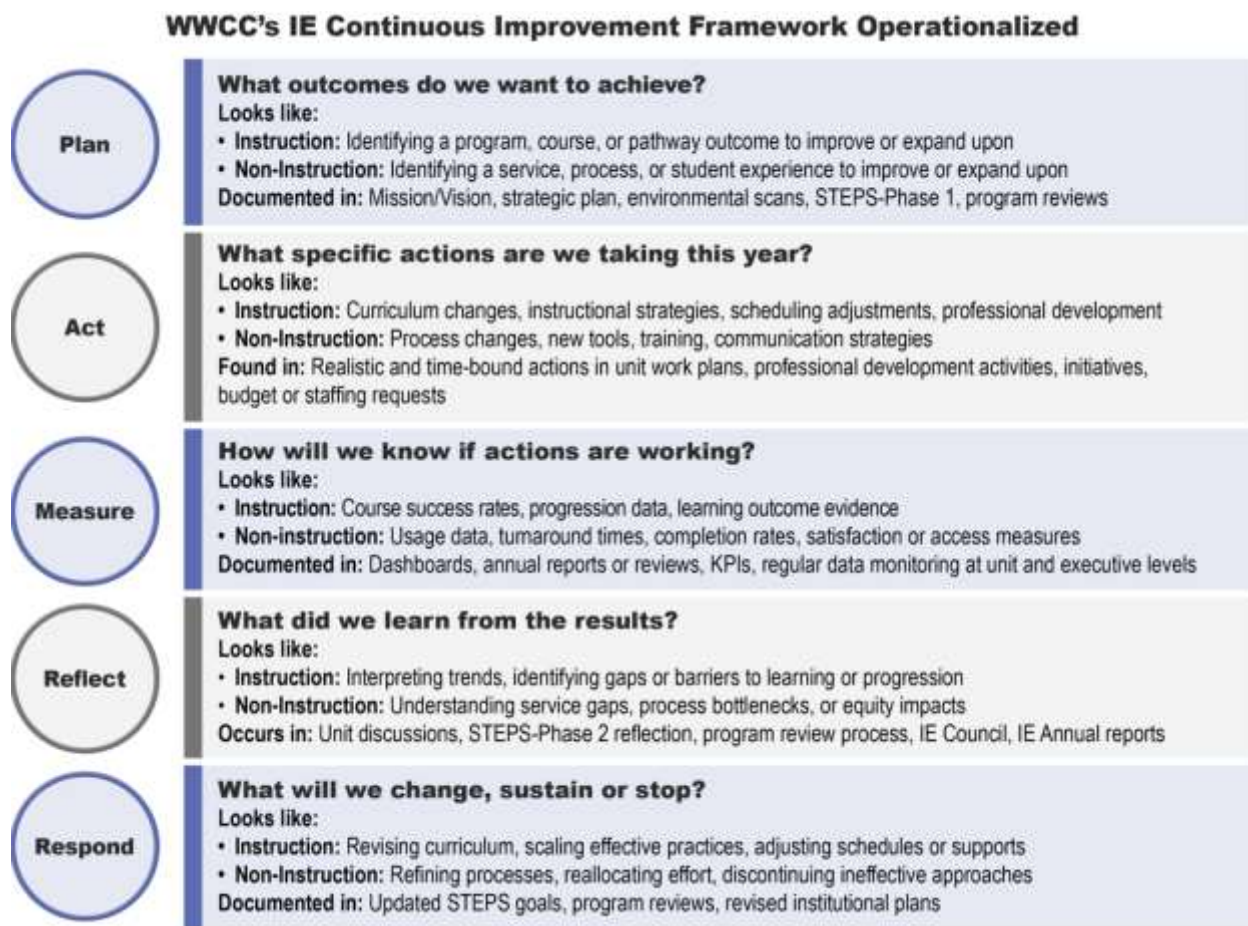 WWCC's IE Continuous Improvement Framework Operationalized
Plan
What outcomes do we want to achieve?
Looks like:
• Instruction: Identifying a program, course, or pathway outcome to improve or expand upon
• Non-Instruction: Identifying a service, process, or student experience to improve or expand upon
Documented in: Mission/Vision, strategic plan, environmental scans, STEPS-Phase 1, program reviews
Act
What specific actions are we taking this year?
Looks like:
• Instruction: Curriculum changes, instructional strategies, scheduling adjustments, professional development
• Non-Instruction: Process changes, new tools, training, communication strategies
Found in: Realistic and time-bound actions in unit work plans, professional development activities, initiatives,
budget or staffing requests
Measure
How will we know if actions are working?
Looks like:
• Instruction: Course success rates, progression data, learning outcome evidence
• Non-instruction: Usage data, turnaround times, completion rates, satisfaction or access measures
Documented in: Dashboards, annual reports or reviews, KPIs, regular data monitoring at unit and executive levels
Reflect
What did we learn from the results?
Looks like:
• Instruction: Interpreting trends, identifying gaps or barriers to learning or progression
• Non-Instruction: Understanding service gaps, process bottlenecks, or equity impacts
Occurs in: Unit discussions, STEPS-Phase 2 reflection, program review process, IE Council, IE Annual reports
Respond
What will we change, sustain or stop?
Looks like:
• Instruction: Revising curriculum, scaling effective practices, adjusting schedules or supports
• Non-Instruction: Refining processes, reallocating effort, discontinuing ineffective approaches
Documented in: Updated STEPS goals, program reviews, revised institutional plans